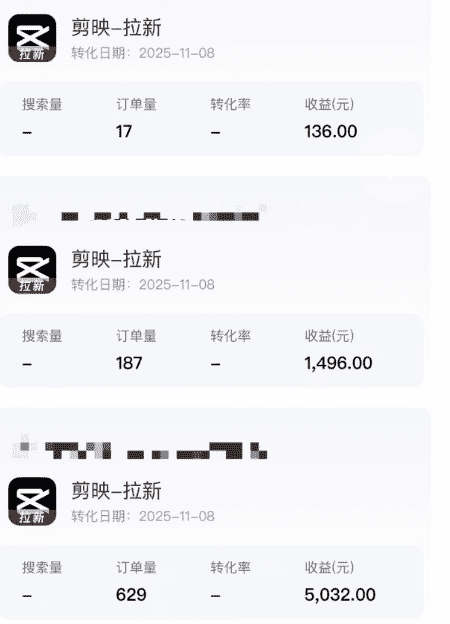 剪映–拉新
拉新
转化日期：2025–11–08
搜索量 订单量 转化率 收益(元)
– 17 – 136.00
剪映–拉新
拉新
转化日期：2025–11–08
搜索量 订单量 转化率 收益(元)
– 187 – 1,496.00
剪映–拉新
拉新
转化日期：2025–11–08
搜索量 订单量 转化率 收益(元)
– 629 – 5,032.00